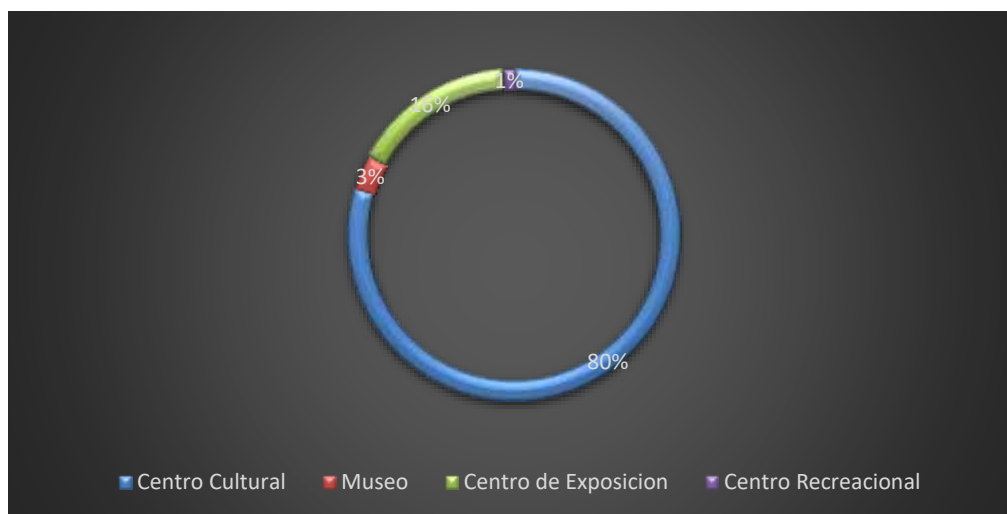 1%
16%
3%
80%
Centro Cultural Museo Centro de Exposicion Centro Recreacional